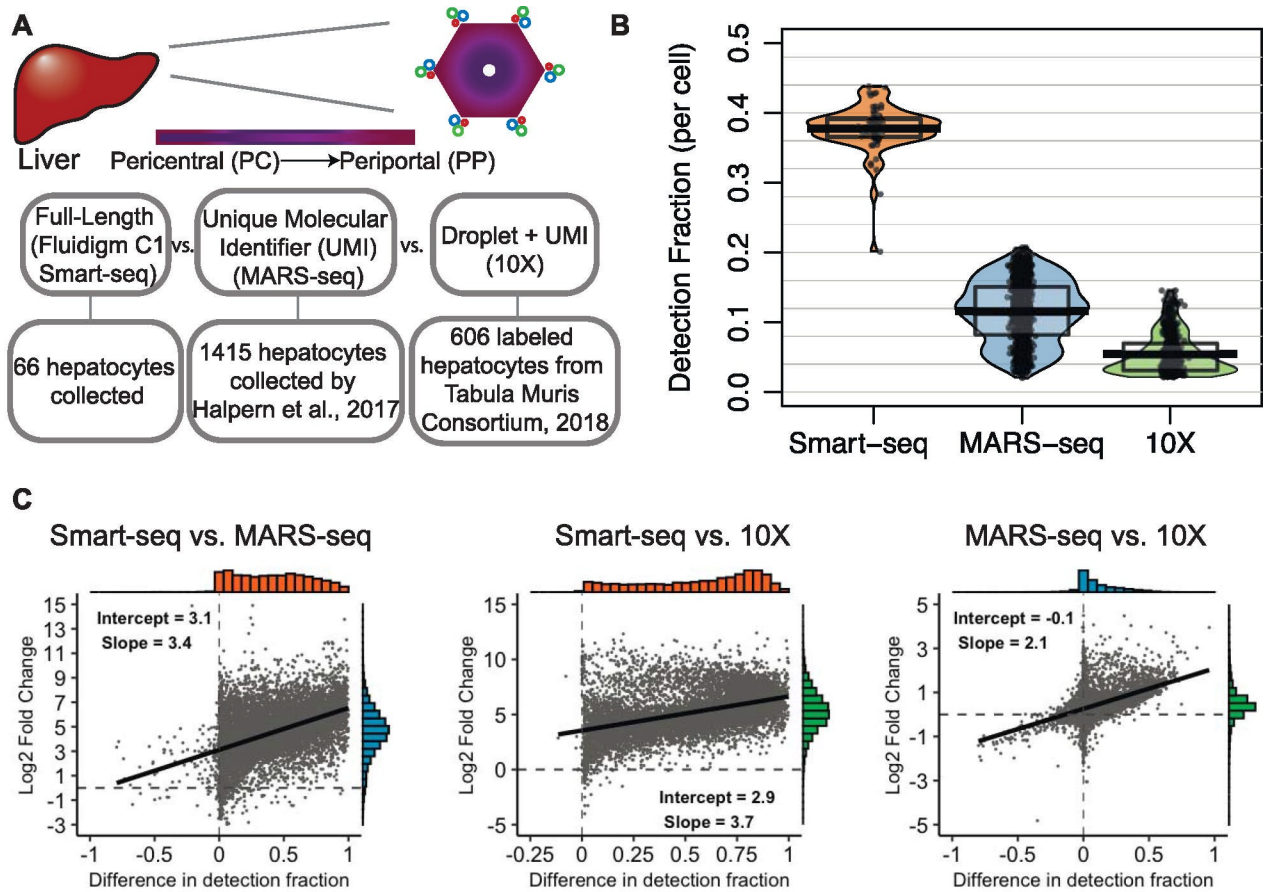 A
Liver
Pericentral (PC) Periportal (PP)
Full-Length
(Fluidigm C1
Smart-seq)
vs.
Unique Molecular
Identifier (UMI)
(MARS-seq)
vs.
Droplet + UMI
(10X)
66 hepatocytes
collected
1415 hepatocytes
collected by
Halpern et al., 2017
606 labeled
hepatocytes from
Tabula Muris
Consortium, 2018
B
Detection Fraction (per cell)
0.5
0.4
0.3
0.2
0.1
0.0
Smart-seq MARS-seq 10X
C
Smart-seq vs. MARS-seq
Intercept = 3.1
Slope = 3.4
Log2 Fold Change
15
13
11
9
7
5
3
1
-1
-3
-1 -0.5 0 0.5 1
Difference in detection fraction
Smart-seq vs. 10X
Log2 Fold Change
15
10
5
0
-5
Intercept = 2.9
Slope = 3.7
-0.25 0 0.25 0.5 0.75 1
Difference in detection fraction
MARS-seq vs. 10X
Intercept = -0.1
Slope = 2.1
Log2 Fold Change
5
3
1
-1
-3
-5
-1 -0.5 0 0.5 1
Difference in detection fraction